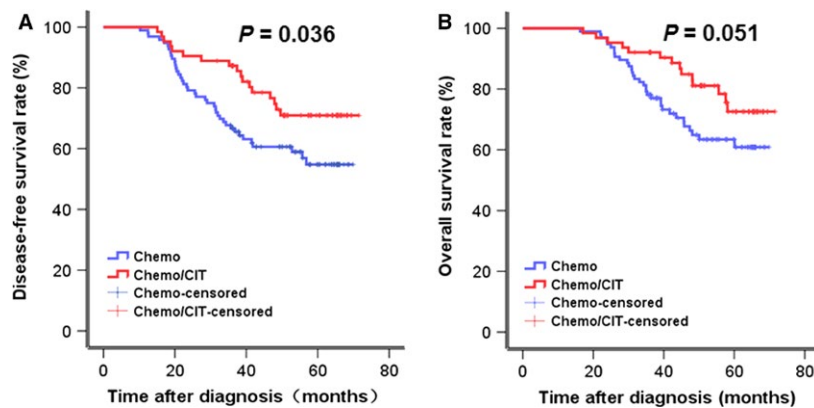 A
P = 0.036
Disease-free survival rate (%)
100
80
60
40
20
0
Chemo
Chemo/CIT
Chemo-censored
Chemo/CIT-censored
0 20 40 60 80
Time after diagnosis（months）
B
P = 0.051
Overall survival rate (%)
100
80
60
40
20
0
Chemo
Chemo/CIT
Chemo-censored
Chemo/CIT-censored
0 20 40 60 80
Time after diagnosis (months)